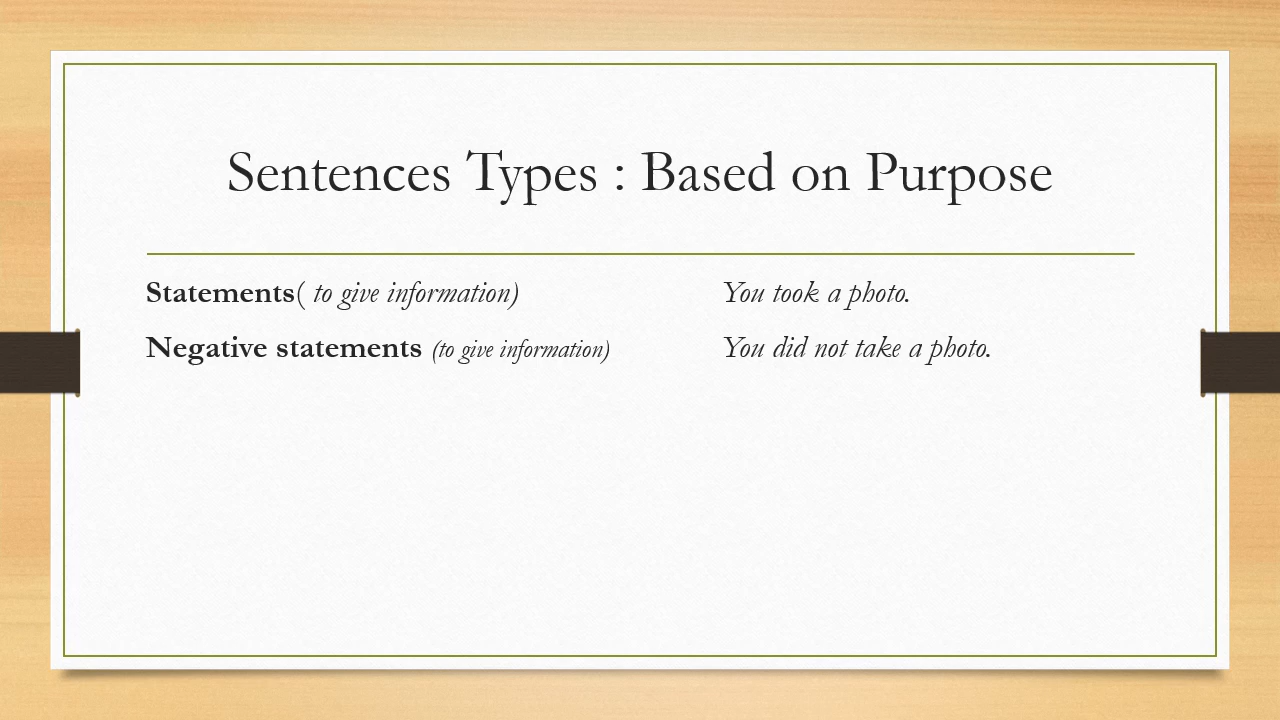 Sentences Types : Based on Purpose
Statements( to give information) You took a photo.
Negative statements (to give information) You did not take a photo.